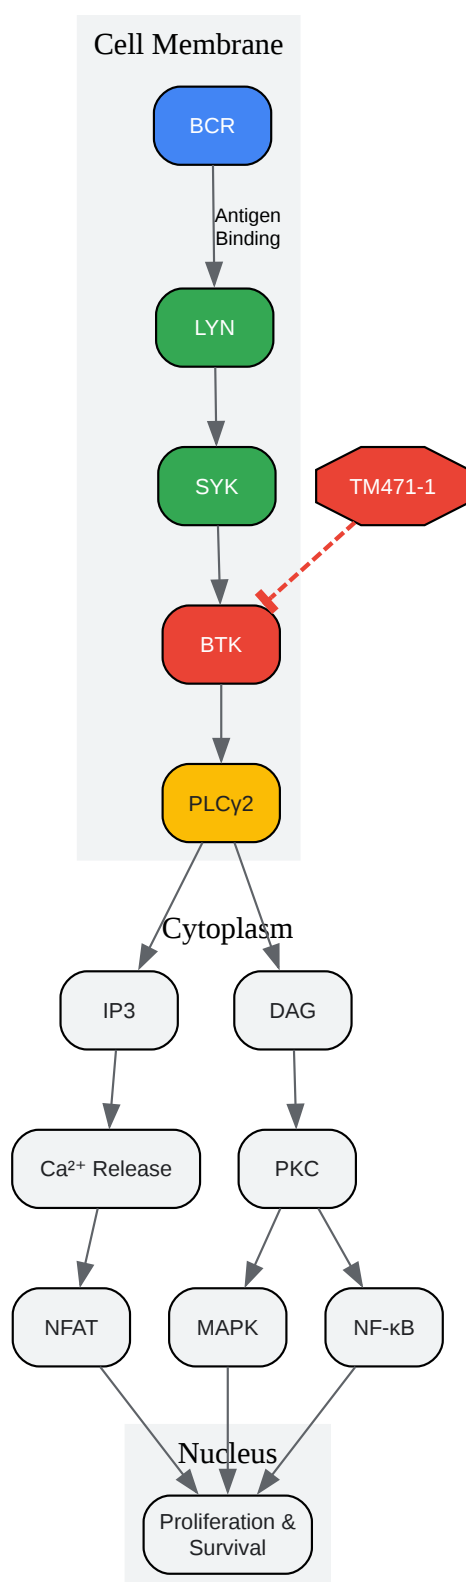 Cell Membrane
BCR
Antigen
Binding
LYN
SYK
TM471-1
BTK
PLCγ2
Cytoplasm
IP3
DAG
Ca²⁺ Release
PKC
NFAT
MAPK
NF-κB
Nucleus
Proliferation &
Survival